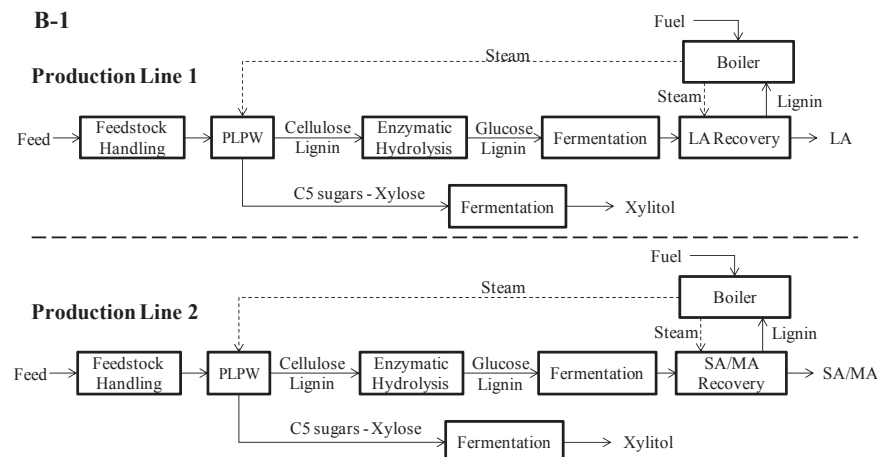 B-1
Fuel
Production Line 1
Steam
Boiler
Steam
Lignin
Feed
Feedstock
Handling
PLPW
Cellulose
Lignin
Enzymatic
Hydrolysis
Glucose
Lignin
Fermentation
LA Recovery
LA
C5 sugars - Xylose
Fermentation
Xylitol
Fuel
Production Line 2
Steam
Boiler
Steam
Lignin
Feed
Feedstock
Handling
PLPW
Cellulose
Lignin
Enzymatic
Hydrolysis
Glucose
Lignin
Fermentation
SA/MA
Recovery
SA/MA
C5 sugars - Xylose
Fermentation
Xylitol